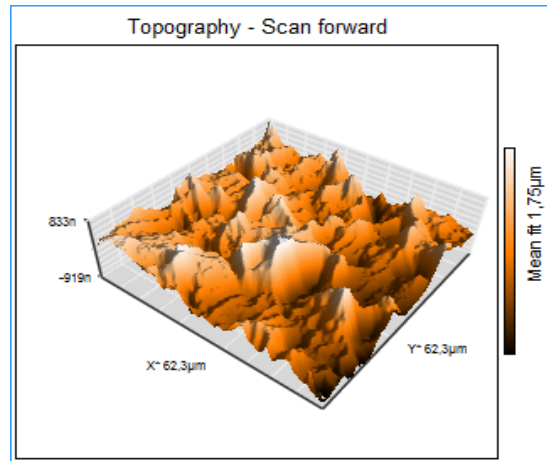 Topography - Scan forward
833n
-919n
X* 62,3µm
Y* 62,3µm
Mean fit 1,75µm